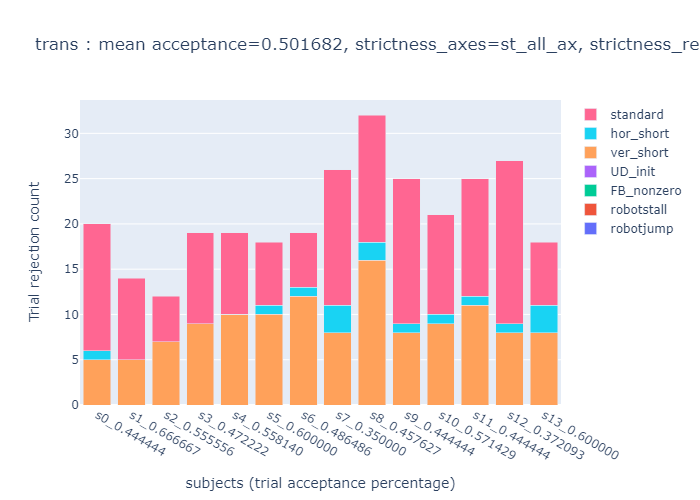 trans : mean acceptance=0.501682, strictness_axes=st_all_ax, strictness_re
standard
hor_short
ver_short
UD_init
FB_nonzero
robotstall
robotjump
Trial rejection count
30
25
20
15
10
5
0
s0_0.444444
s1_0.666667
s2_0.555556
s3_0.472222
s4_0.558140
s5_0.600000
s6_0.486486
s7_0.350000
s8_0.457627
s9_0.444444
s10_0.571429
s11_0.444444
s12_0.372093
s13_0.600000
subjects (trial acceptance percentage)